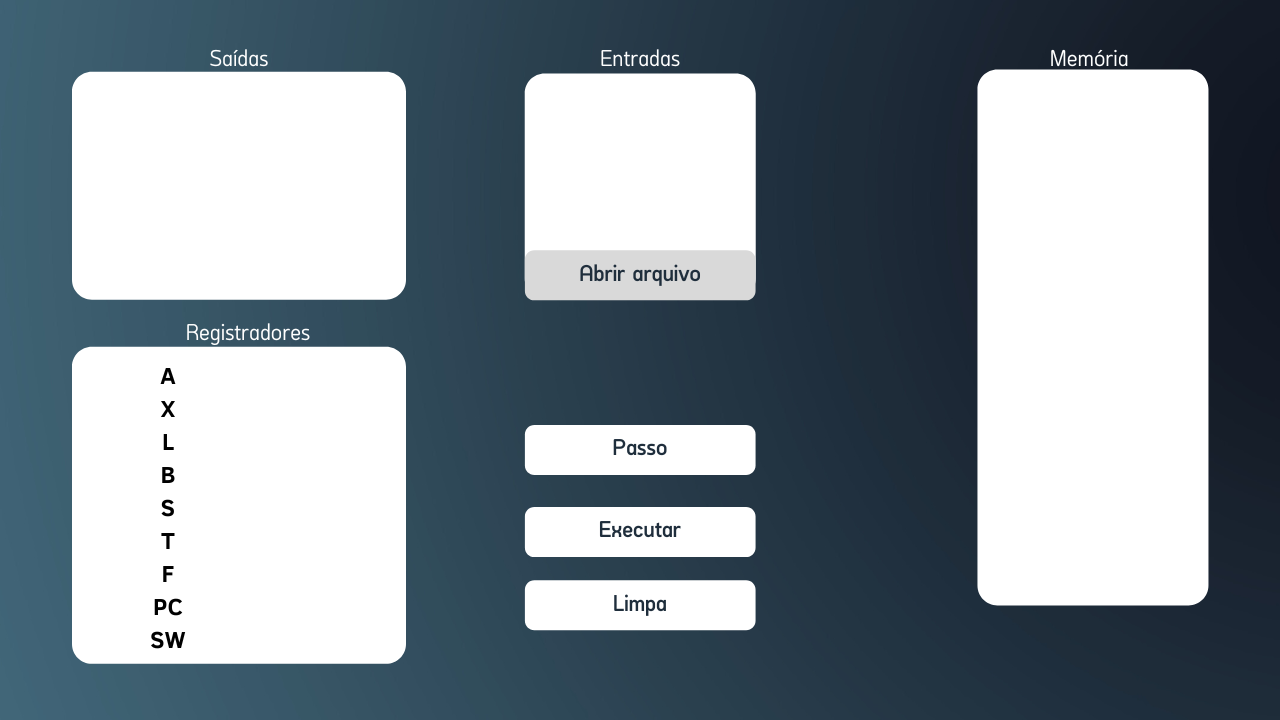 Saídas
Entradas
Memória
Abrir arquivo
Registradores
A
X
L
B
S
T
F
PC
SW
Passo
Executar
Limpa